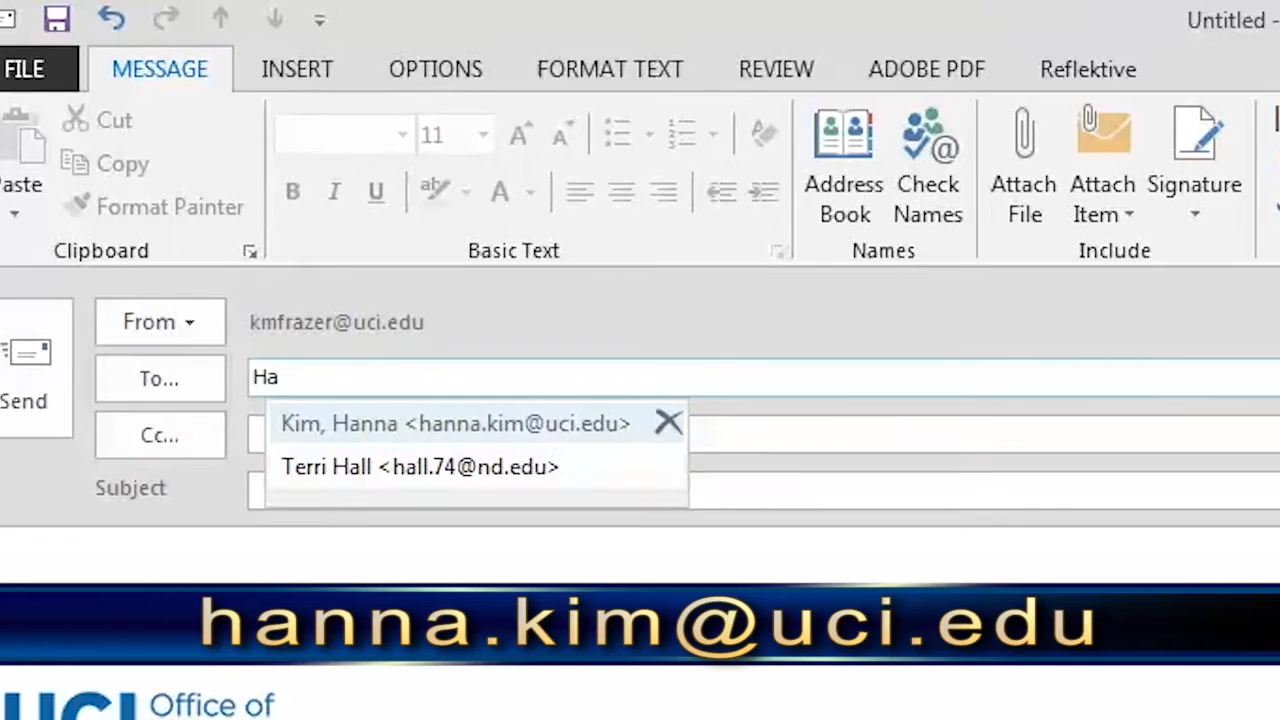 Untitled -
FILE MESSAGE INSERT OPTIONS FORMAT TEXT REVIEW ADOBE PDF Reflektive
Cut
Copy
Format Painter
Clipboard
11
B I U
A
Basic Text
Address Book
Check Names
Names
Attach File
Attach Item
Signature
Include
Send
From
kmfrazer@uci.edu
To...
Ha
Kim, Hanna <hanna.kim@uci.edu>
Cc...
Terri Hall <hall.74@nd.edu>
Subject
hanna.kim@uci.edu
UCI Office of